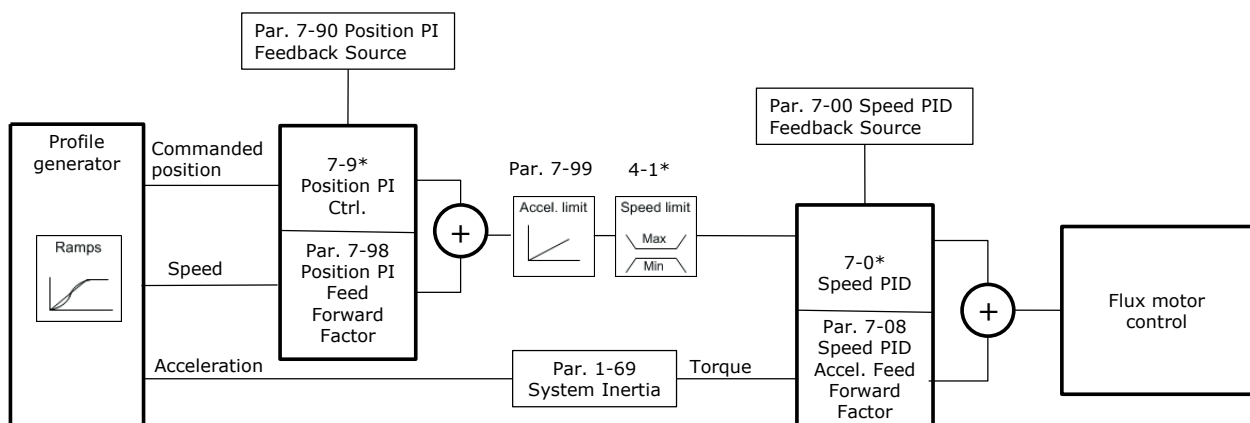 Par. 7-90 Position PI
Feedback Source
Par. 7-00 Speed PID
Feedback Source
Profile
generator
Commanded
position
7-9*
Position PI
Ctrl.
Par. 7-99
4-1*
Accel. limit
Speed limit
Max
Min
+
Ramps
Speed
Par. 7-98
Position PI
Feed
Forward
Factor
7-0*
Speed PID
+
Flux motor
control
Acceleration
Par. 1-69
System Inertia
Torque
Par. 7-08
Speed PID
Accel. Feed
Forward
Factor